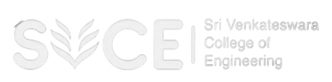 SVCE
Sri Venkateswara
College of
Engineering